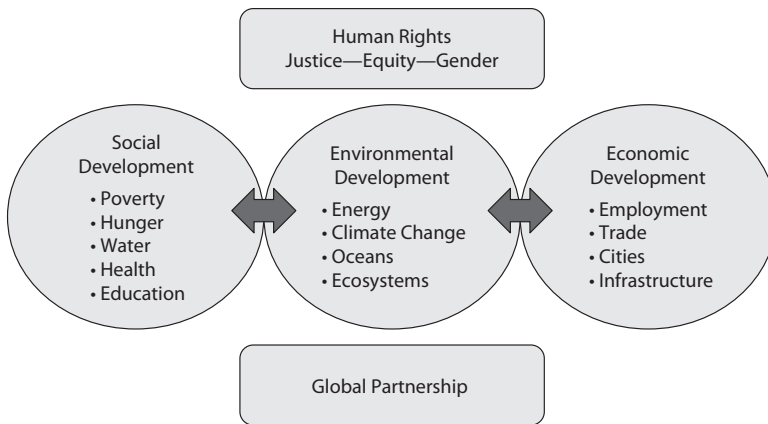 Human Rights
Justice—Equity—Gender
Social
Development
• Poverty
• Hunger
• Water
• Health
• Education
Environmental
Development
• Energy
• Climate Change
• Oceans
• Ecosystems
Economic
Development
• Employment
• Trade
• Cities
• Infrastructure
Global Partnership